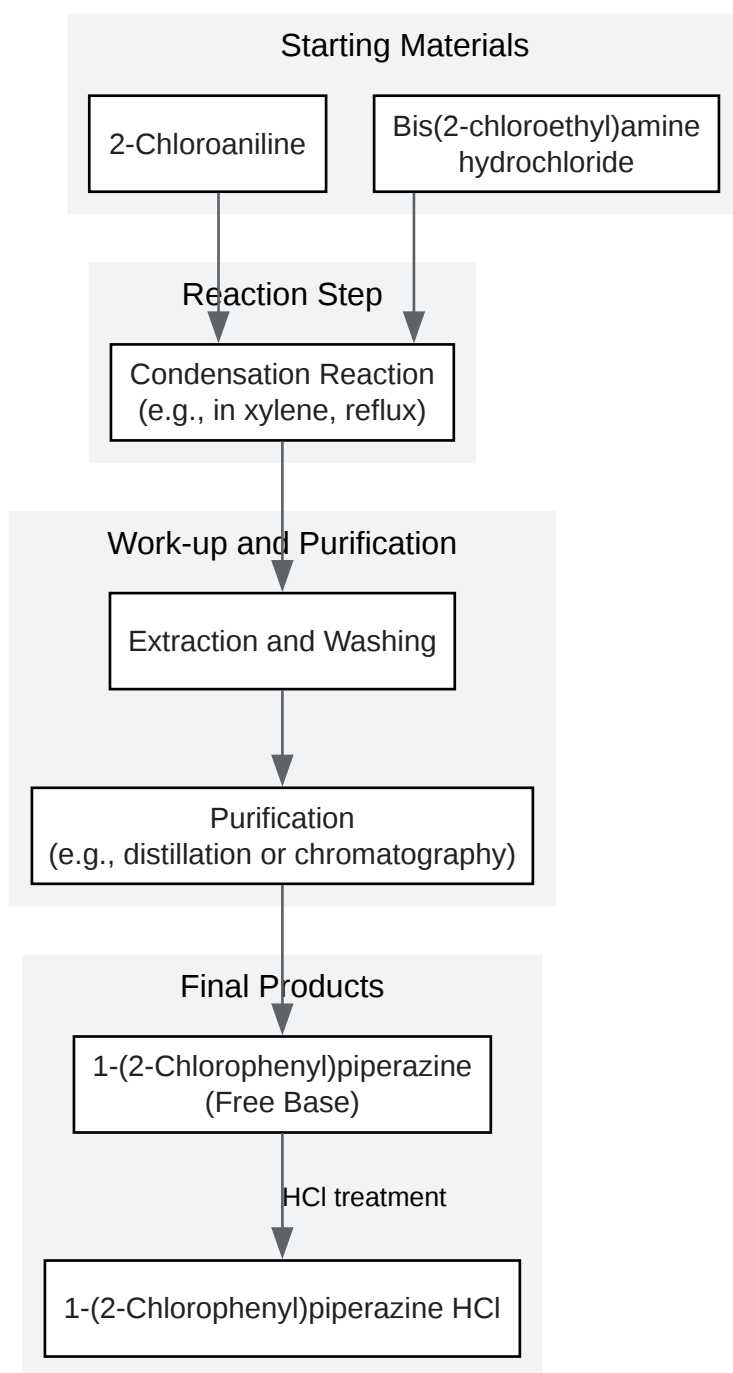 Starting Materials
2-Chloroaniline
Bis(2-chloroethyl)amine
hydrochloride
Reaction Step
Condensation Reaction
(e.g., in xylene, reflux)
Work-up and Purification
Extraction and Washing
Purification
(e.g., distillation or chromatography)
Final Products
1-(2-Chlorophenyl)piperazine
(Free Base)
HCl treatment
1-(2-Chlorophenyl)piperazine HCl